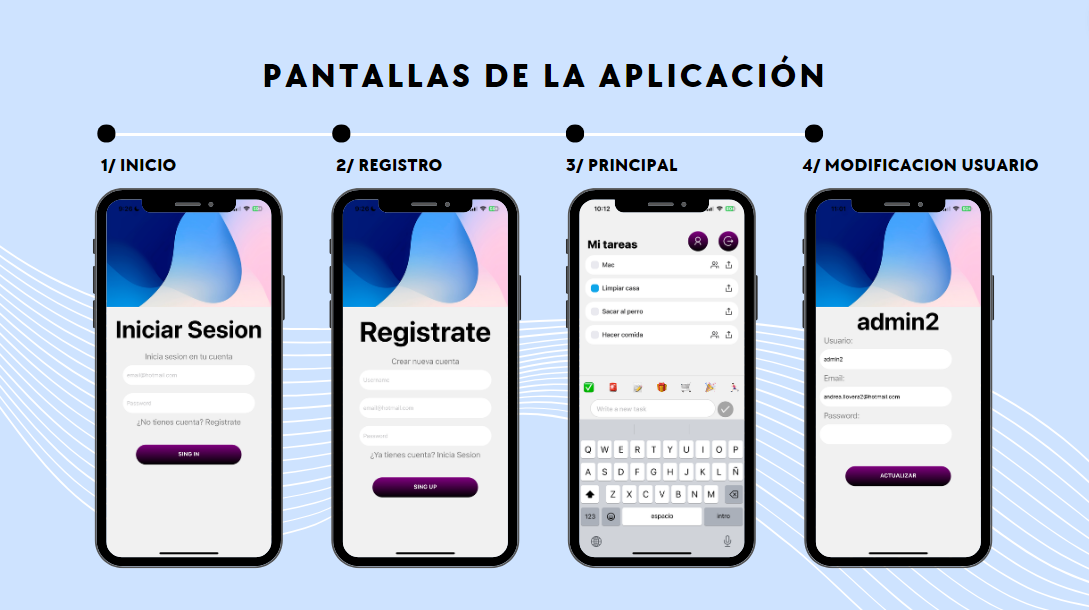 PANTALLAS DE LA APLICACIÓN
1/ INICIO
2/ REGISTRO
3/ PRINCIPAL
4/ MODIFICACION USUARIO
Iniciar Sesion
Inicia sesion en tu cuenta
email@hotmail.com
Password
¿No tienes cuenta? Registrate
SING IN
Registrate
Crear nueva cuenta
Username
email@hotmail.com
Password
¿Ya tienes cuenta? Inicia Sesion
SING UP
10:12
Mi tareas
Mac
Limpiar casa
Sacar al perro
Hacer comida
Write a new task
Q W E R T Y U I O P
A S D F G H J K L Ñ
Z X C V B N M
123 espacio intro
admin2
Usuario:
admin2
Email:
andrea.llovera2@hotmail.com
Password:
ACTUALIZAR